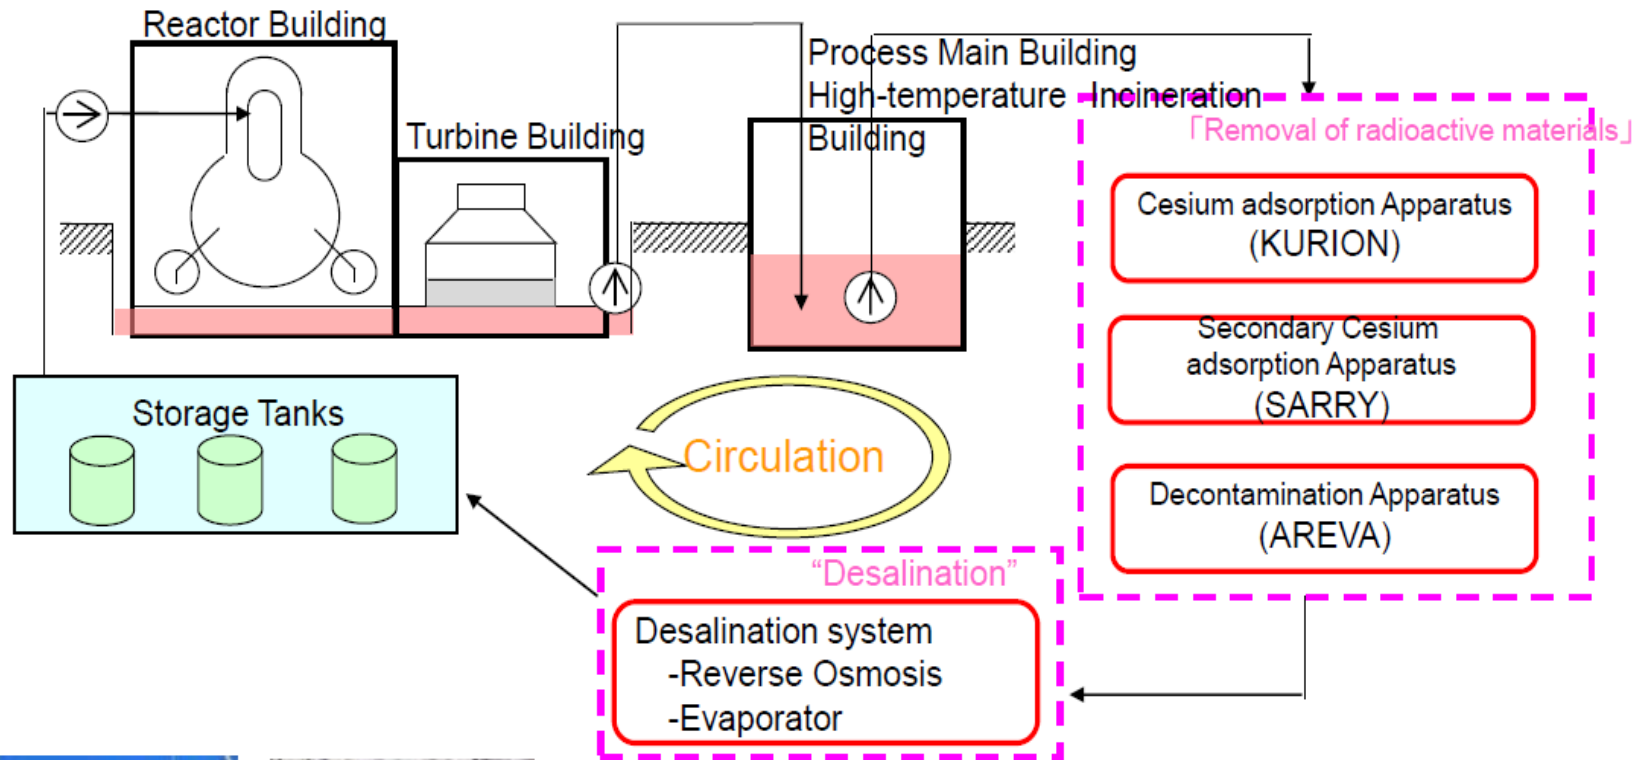 Reactor Building
Turbine Building
Process Main Building
High-temperature Incineration
Building
「Removal of radioactive materials」
Cesium adsorption Apparatus
(KURION)
Secondary Cesium
adsorption Apparatus
(SARRY)
Decontamination Apparatus
(AREVA)
Storage Tanks
Circulation
“Desalination”
Desalination system
-Reverse Osmosis
-Evaporator